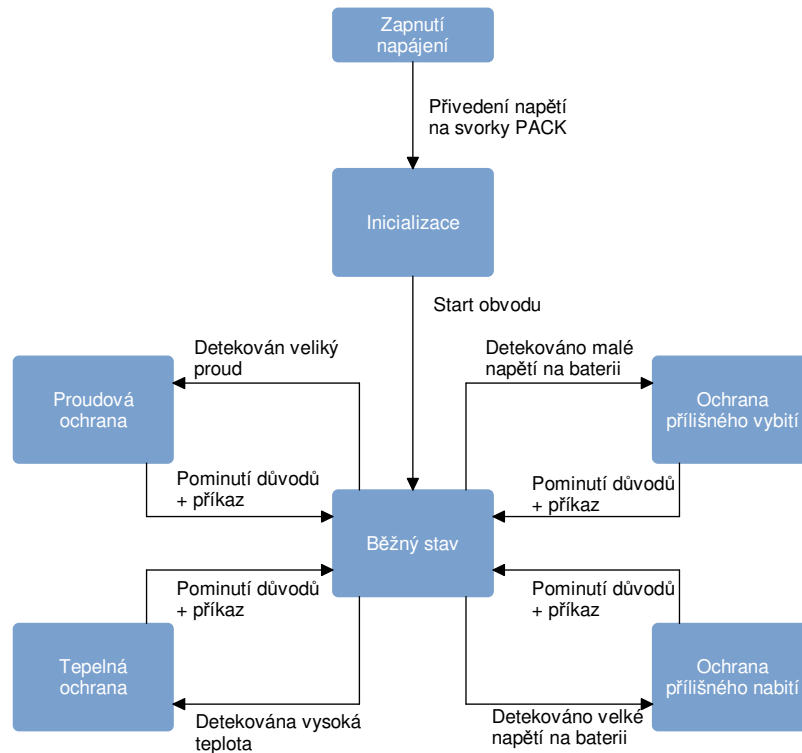 Zapnutí
napájení
Přivedení napětí
na svorky PACK
Inicializace
Start obvodu
Detekován veliký
proud
Detekováno malé
napětí na baterii
Proudová
ochrana
Ochrana
přílišného vybití
Pominutí důvodů
+ příkaz
Pominutí důvodů
+ příkaz
Běžný stav
Pominutí důvodů
+ příkaz
Pominutí důvodů
+ příkaz
Tepelná
ochrana
Ochrana
přílišného nabití
Detekována vysoká
teplota
Detekováno velké
napětí na baterii